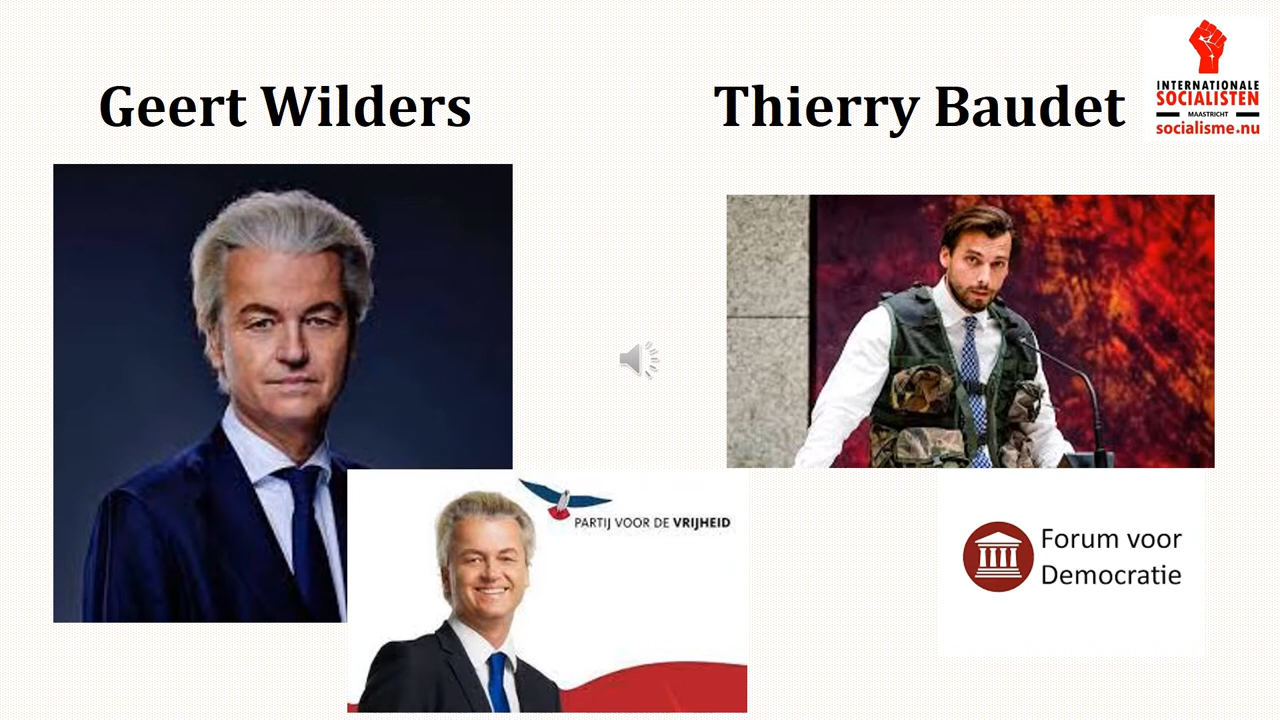 Geert Wilders
Thierry Baudet
INTERNATIONALE
SOCIALISTEN
MAASTRICHT
socialisme.nu
PARTIJ VOOR DE VRIJHEID
Forum voor
Democratie